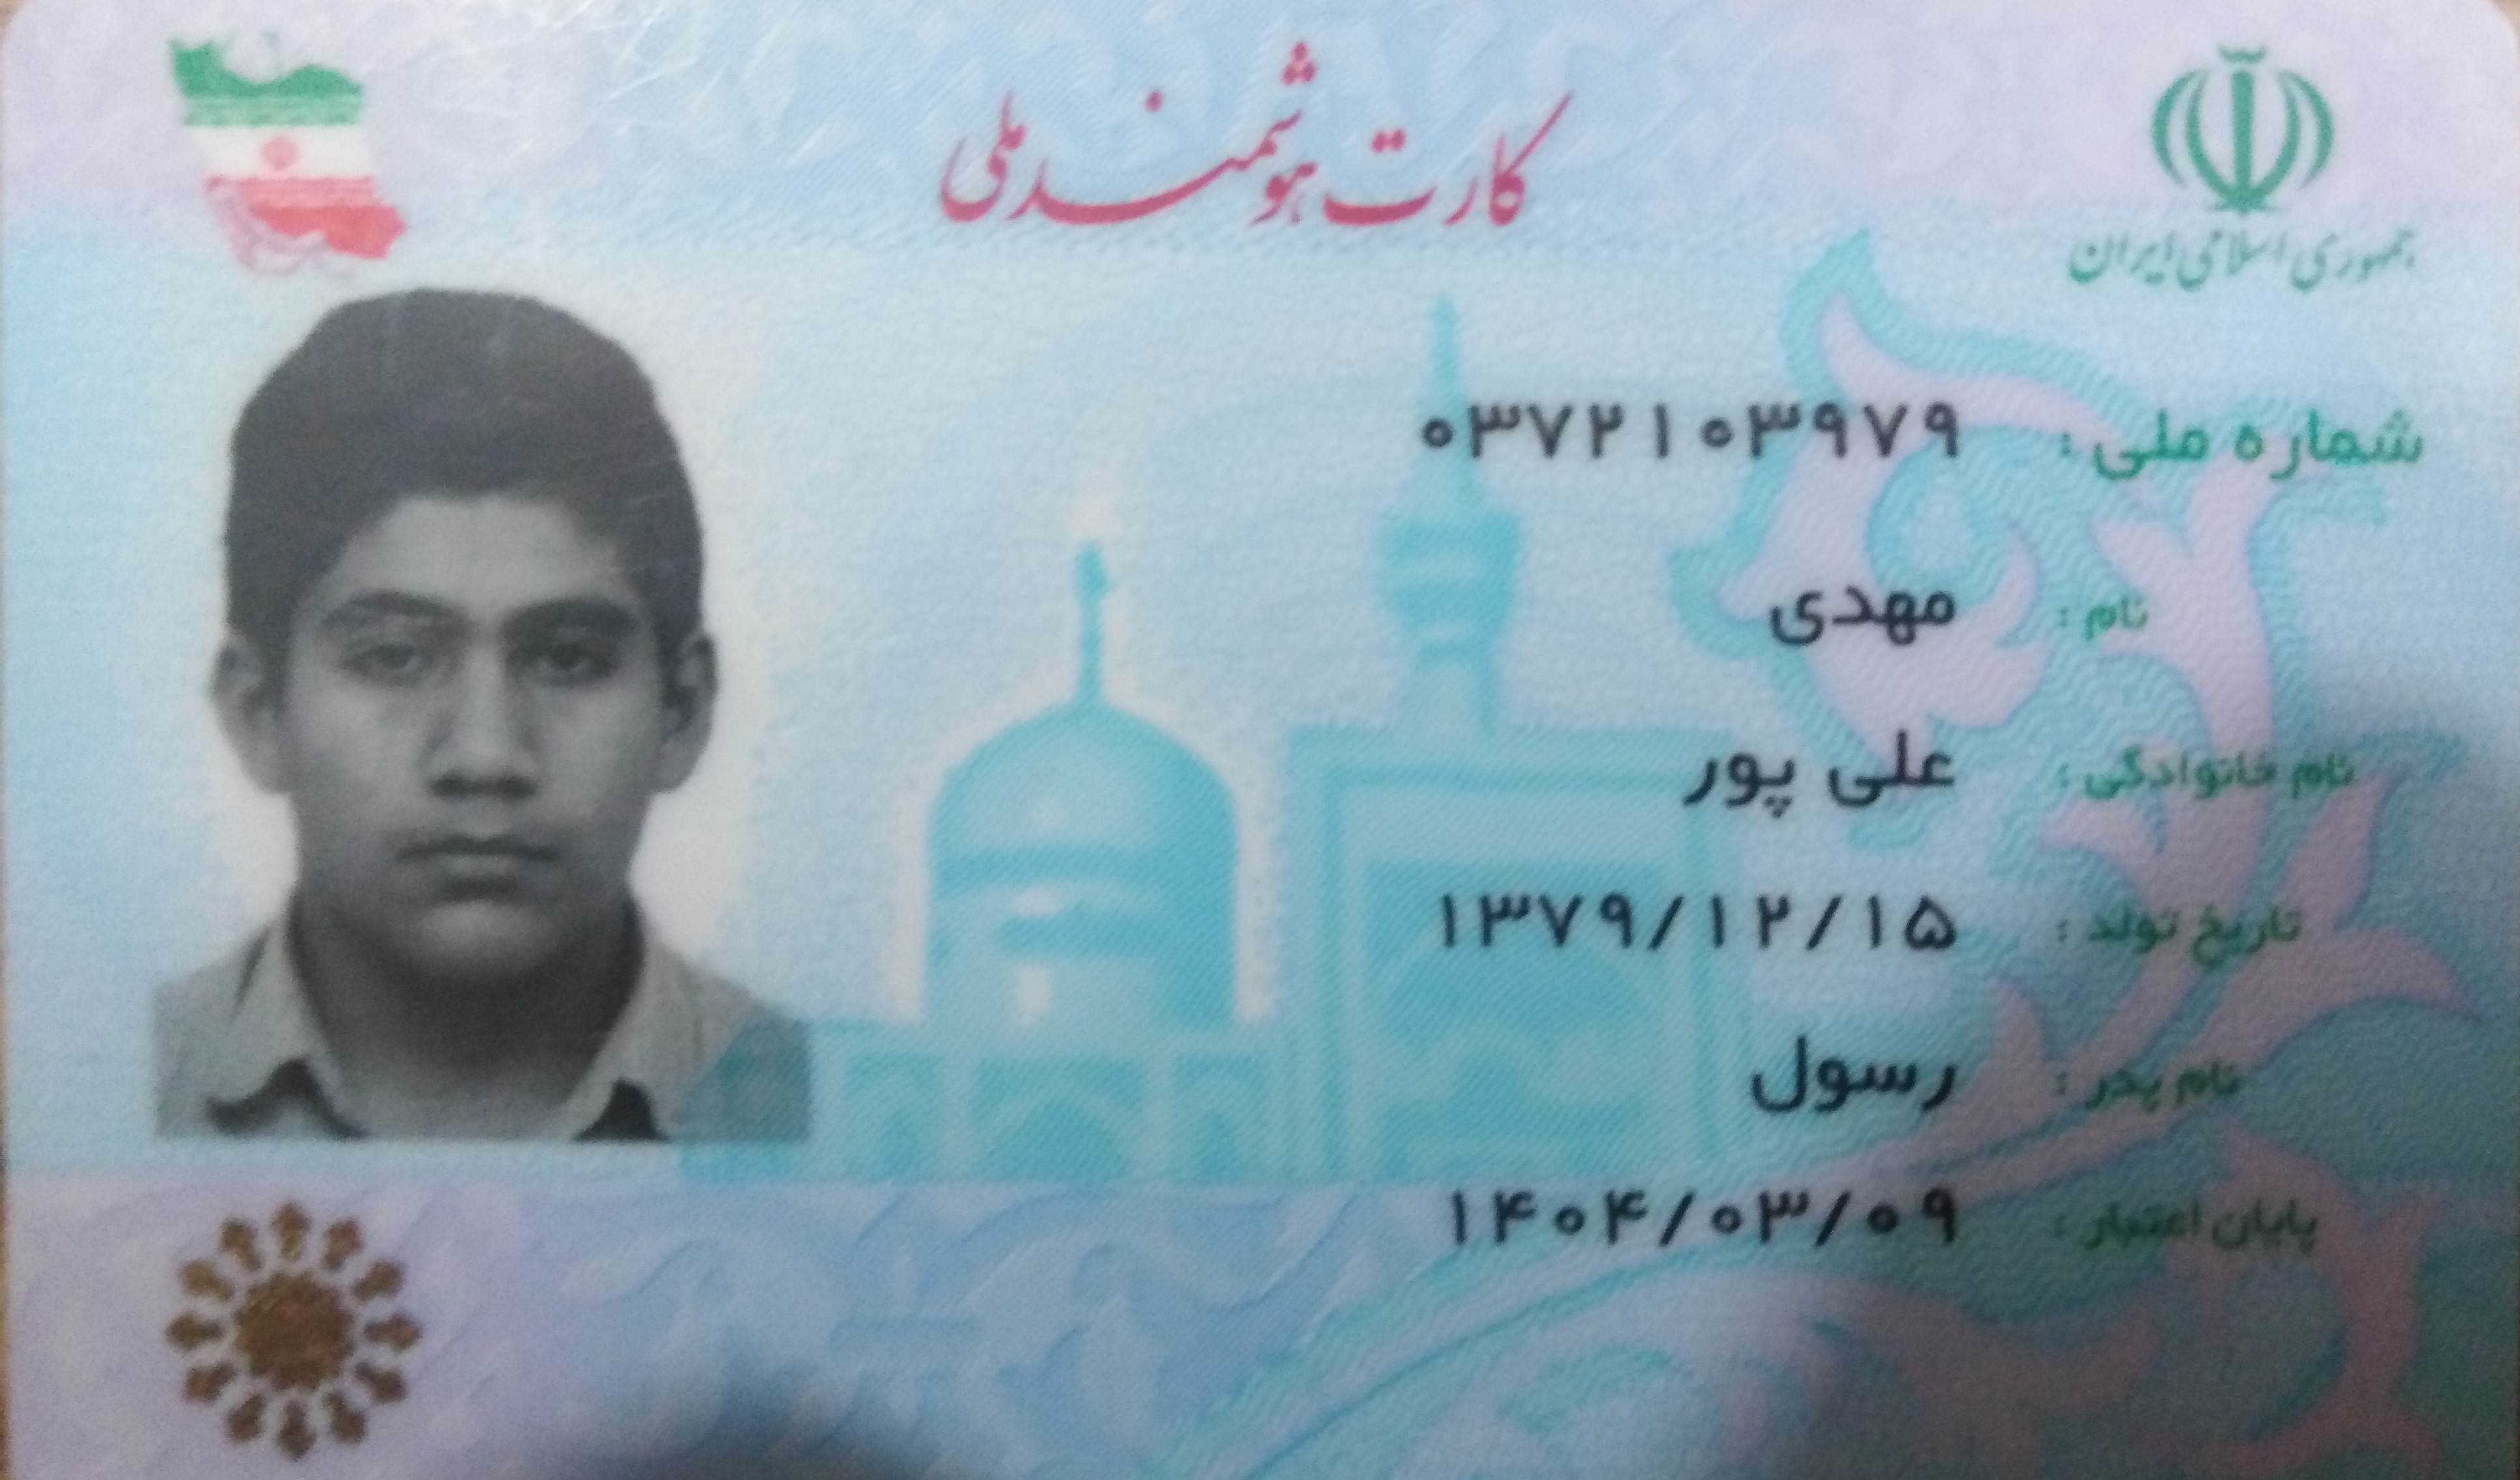 کارت هوشمند ملی
جمهوری اسلامی ایران
شماره ملی : ۰۳۷۲۱۰۳۹۷۹
نام : مهدی
نام خانوادگی : علی پور
تاریخ تولد : ۱۳۷۹/۱۲/۱۵
نام پدر : رسول
پایان اعتبار : ۱۴۰۴/۰۳/۰۹